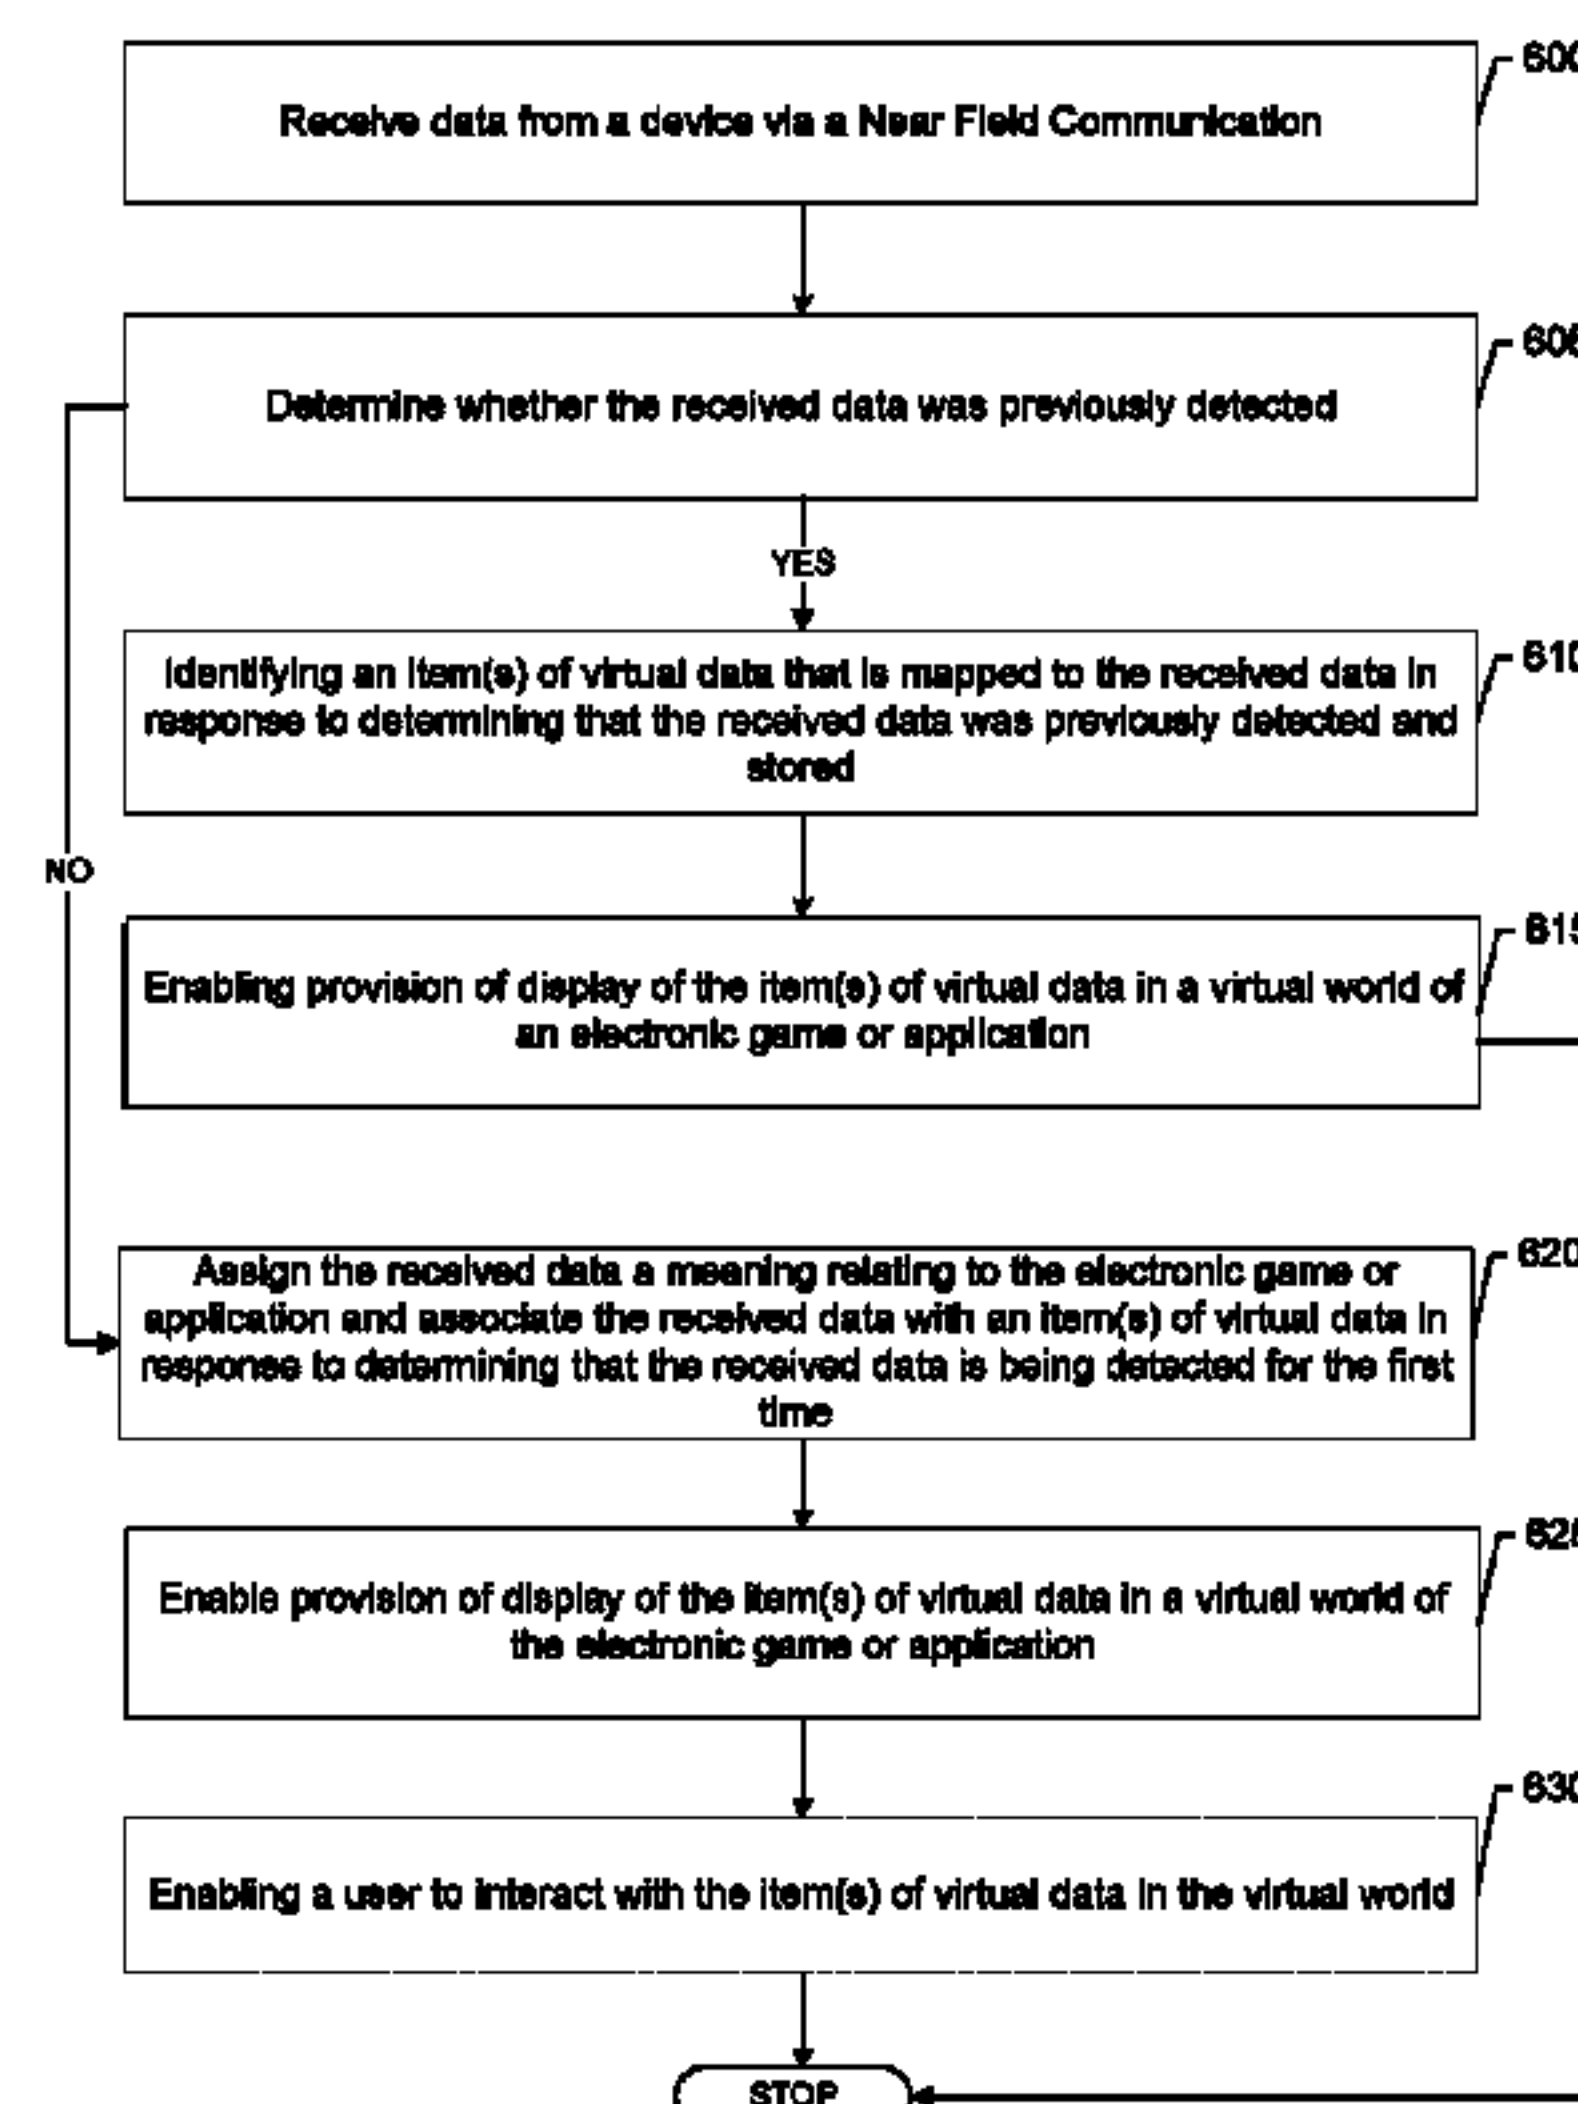 600
Receive data from a device via a Near Field Communication
605
Determine whether the received data was previously detected
YES
610
Identifying an item(s) of virtual data that is mapped to the received data in
response to determining that the received data was previously detected and
stored
NO
615
Enabling provision of display of the item(s) of virtual data in a virtual world of
an electronic game or application
620
Assign the received data a meaning relating to the electronic game or
application and associate the received data with an item(s) of virtual data in
response to determining that the received data is being detected for the first
time
625
Enable provision of display of the item(s) of virtual data in a virtual world of
the electronic game or application
630
Enabling a user to interact with the item(s) of virtual data in the virtual world
STOP